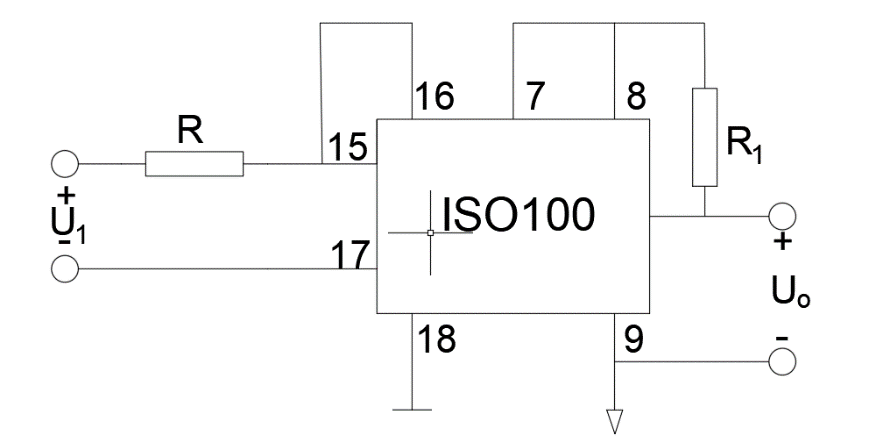 16
7
8
R
15
R1
+
U1
-
ISO100
17
+
Uo
18
9
-